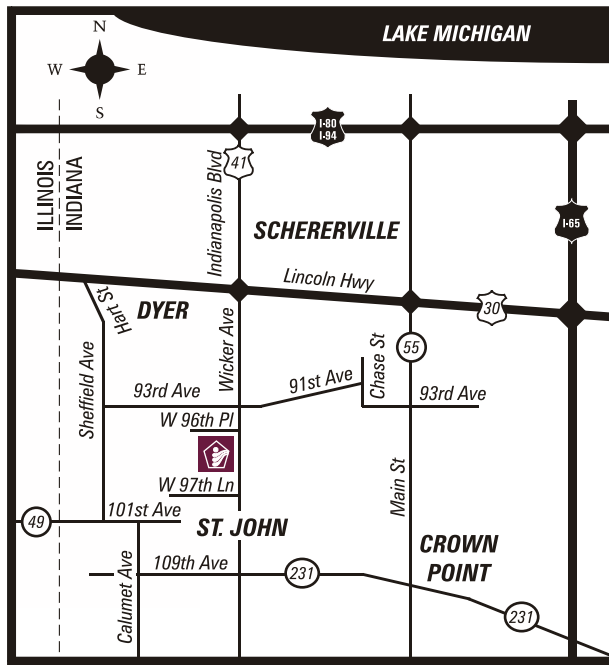 LAKE MICHIGAN
N
W
E
S
I-80
I-94
41
ILLINOIS
INDIANA
Indianapolis Blvd
SCHERERVILLE
I-65
Lincoln Hwy
30
Hart St
DYER
Wicker Ave
55
Chase St
91st Ave
93rd Ave
93rd Ave
Sheffield Ave
W 96th Pl
W 97th Ln
Main St
101st Ave
49
ST. JOHN
CROWN
POINT
109th Ave
231
Calumet Ave
231